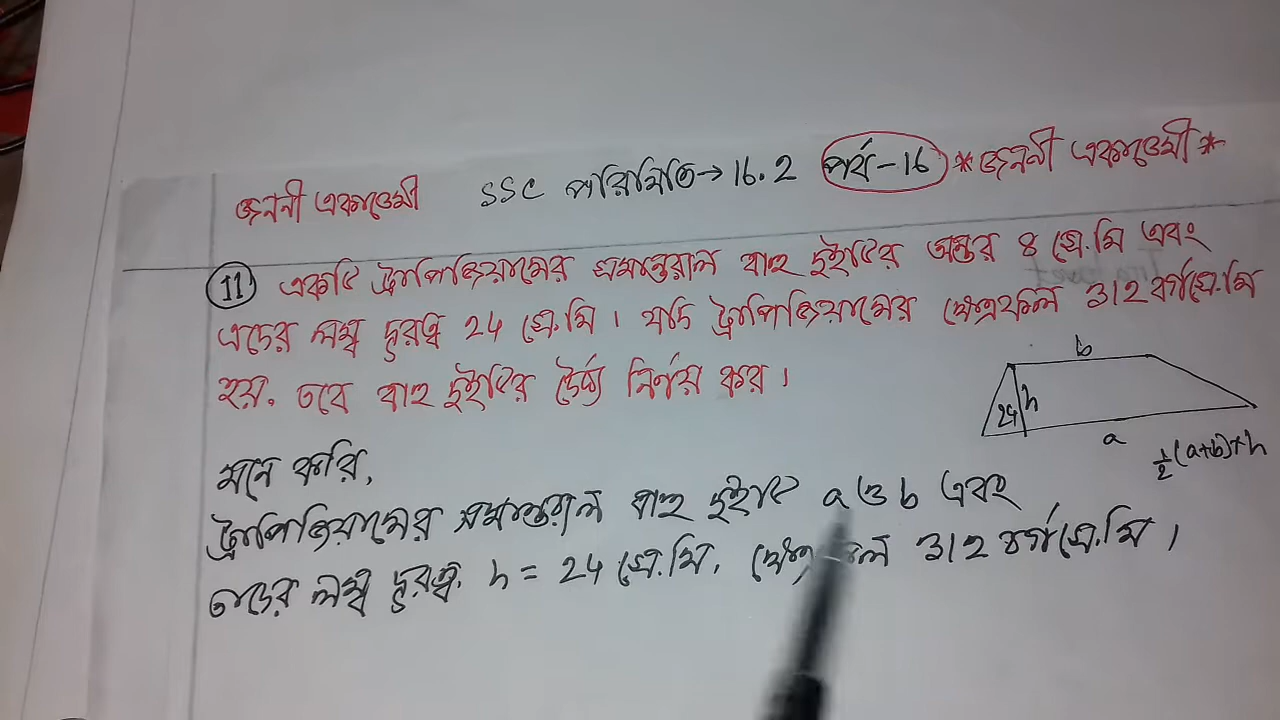 জননী একাডেমী SSC পরিমিতি→16.2 পর্ব-16 *জননী একাডেমী*
11 একটি ট্রাপিজিয়ামের সমান্তরাল বাহু দুইটির অন্তর ৪ সে.মি এবং
এদের লম্ব দূরত্ব 24 সে.মি। যদি ট্রাপিজিয়ামের ক্ষেত্রফল 312 বর্গসে.মি
হয়, তবে বাহু দুইটির দৈর্ঘ্য নির্ণয় কর।
b
24 h
a
½(a+b)×h
মনে করি,
ট্রাপিজিয়ামের সমান্তরাল বাহু দুইটি a ও b এবং
তাদের লম্ব দূরত্ব, h = 24 সে.মি, ক্ষেত্রফল 312 বর্গসে.মি।